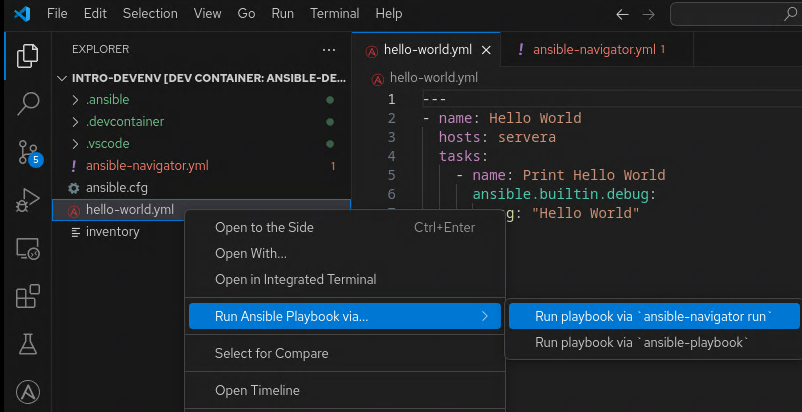 File Edit Selection View Go Run Terminal Help
EXPLORER ...
hello-world.yml
! ansible-navigator.yml 1
INTRO-DEVENV [DEV CONTAINER: ANSIBLE-DE...
hello-world.yml
.ansible
.devcontainer
.vscode
! ansible-navigator.yml 1
ansible.cfg
hello-world.yml
inventory
5
1 ---
2 - name: Hello World
3 hosts: servera
4 tasks:
5 - name: Print Hello World
6 ansible.builtin.debug:
g: "Hello World"
Open to the Side Ctrl+Enter
Open With...
Open in Integrated Terminal
Run Ansible Playbook via...
Run playbook via `ansible-navigator run`
Run playbook via `ansible-playbook`
Select for Compare
Open Timeline